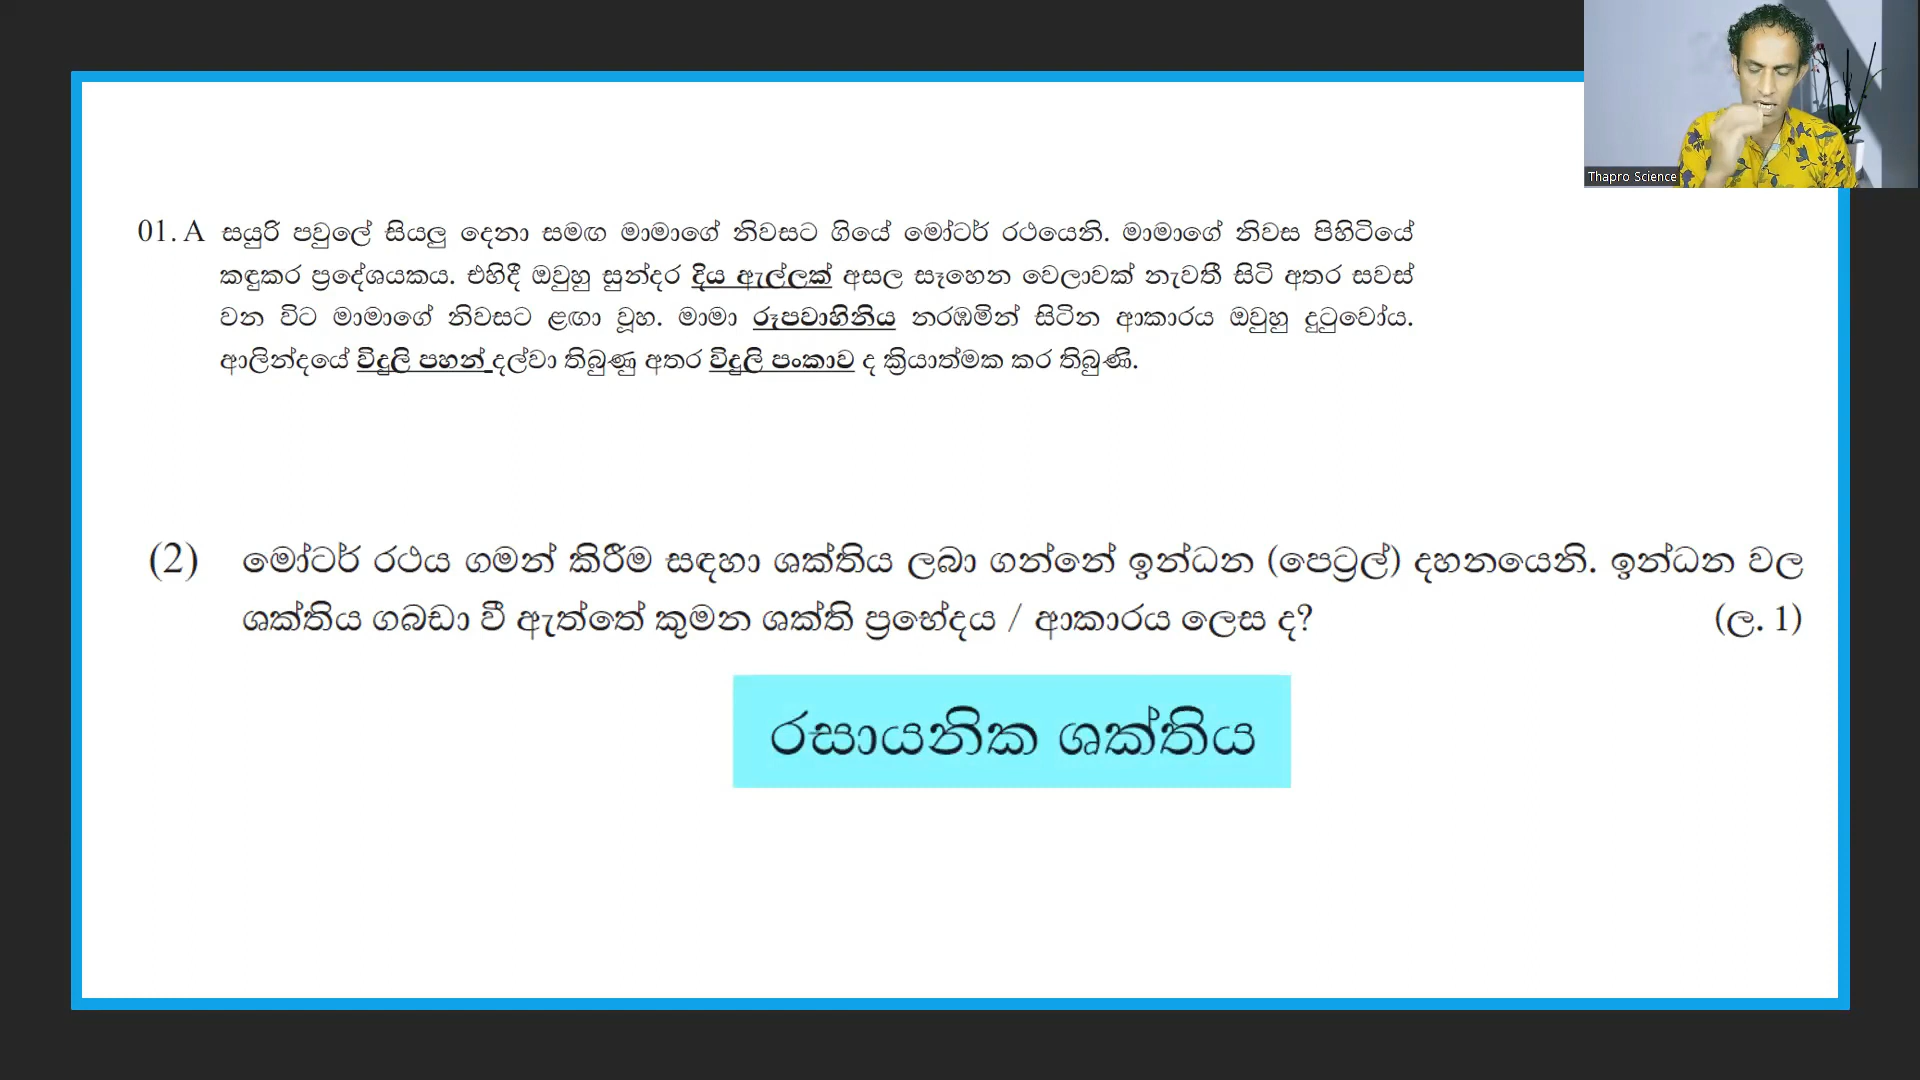 Thapro Science
01. A සයුරි පවුලේ සියලු දෙනා සමඟ මාමාගේ නිවසට ගියේ මෝටර් රථයෙනි. මාමාගේ නිවස පිහිටියේ
කඳුකර ප්‍රදේශයකය. එහිදී ඔවුහු සුන්දර දිය ඇල්ලක් අසල සෑහෙන වෙලාවක් නැවතී සිටි අතර සවස්
වන විට මාමාගේ නිවසට ළඟා වූහ. මාමා රූපවාහිනිය නරඹමින් සිටින ආකාරය ඔවුහු දුටුවෝය.
ආලින්දයේ විදුලි පහන් දල්වා තිබුණු අතර විදුලි පංකාව ද ක්‍රියාත්මක කර තිබුණි.
(2) මෝටර් රථය ගමන් කිරීම සඳහා ශක්තිය ලබා ගන්නේ ඉන්ධන (පෙට්‍රල්) දහනයෙනි. ඉන්ධන වල
ශක්තිය ගබඩා වී ඇත්තේ කුමන ශක්ති ප්‍රභේදය / ආකාරය ලෙස ද? (ල. 1)
රසායනික ශක්තිය